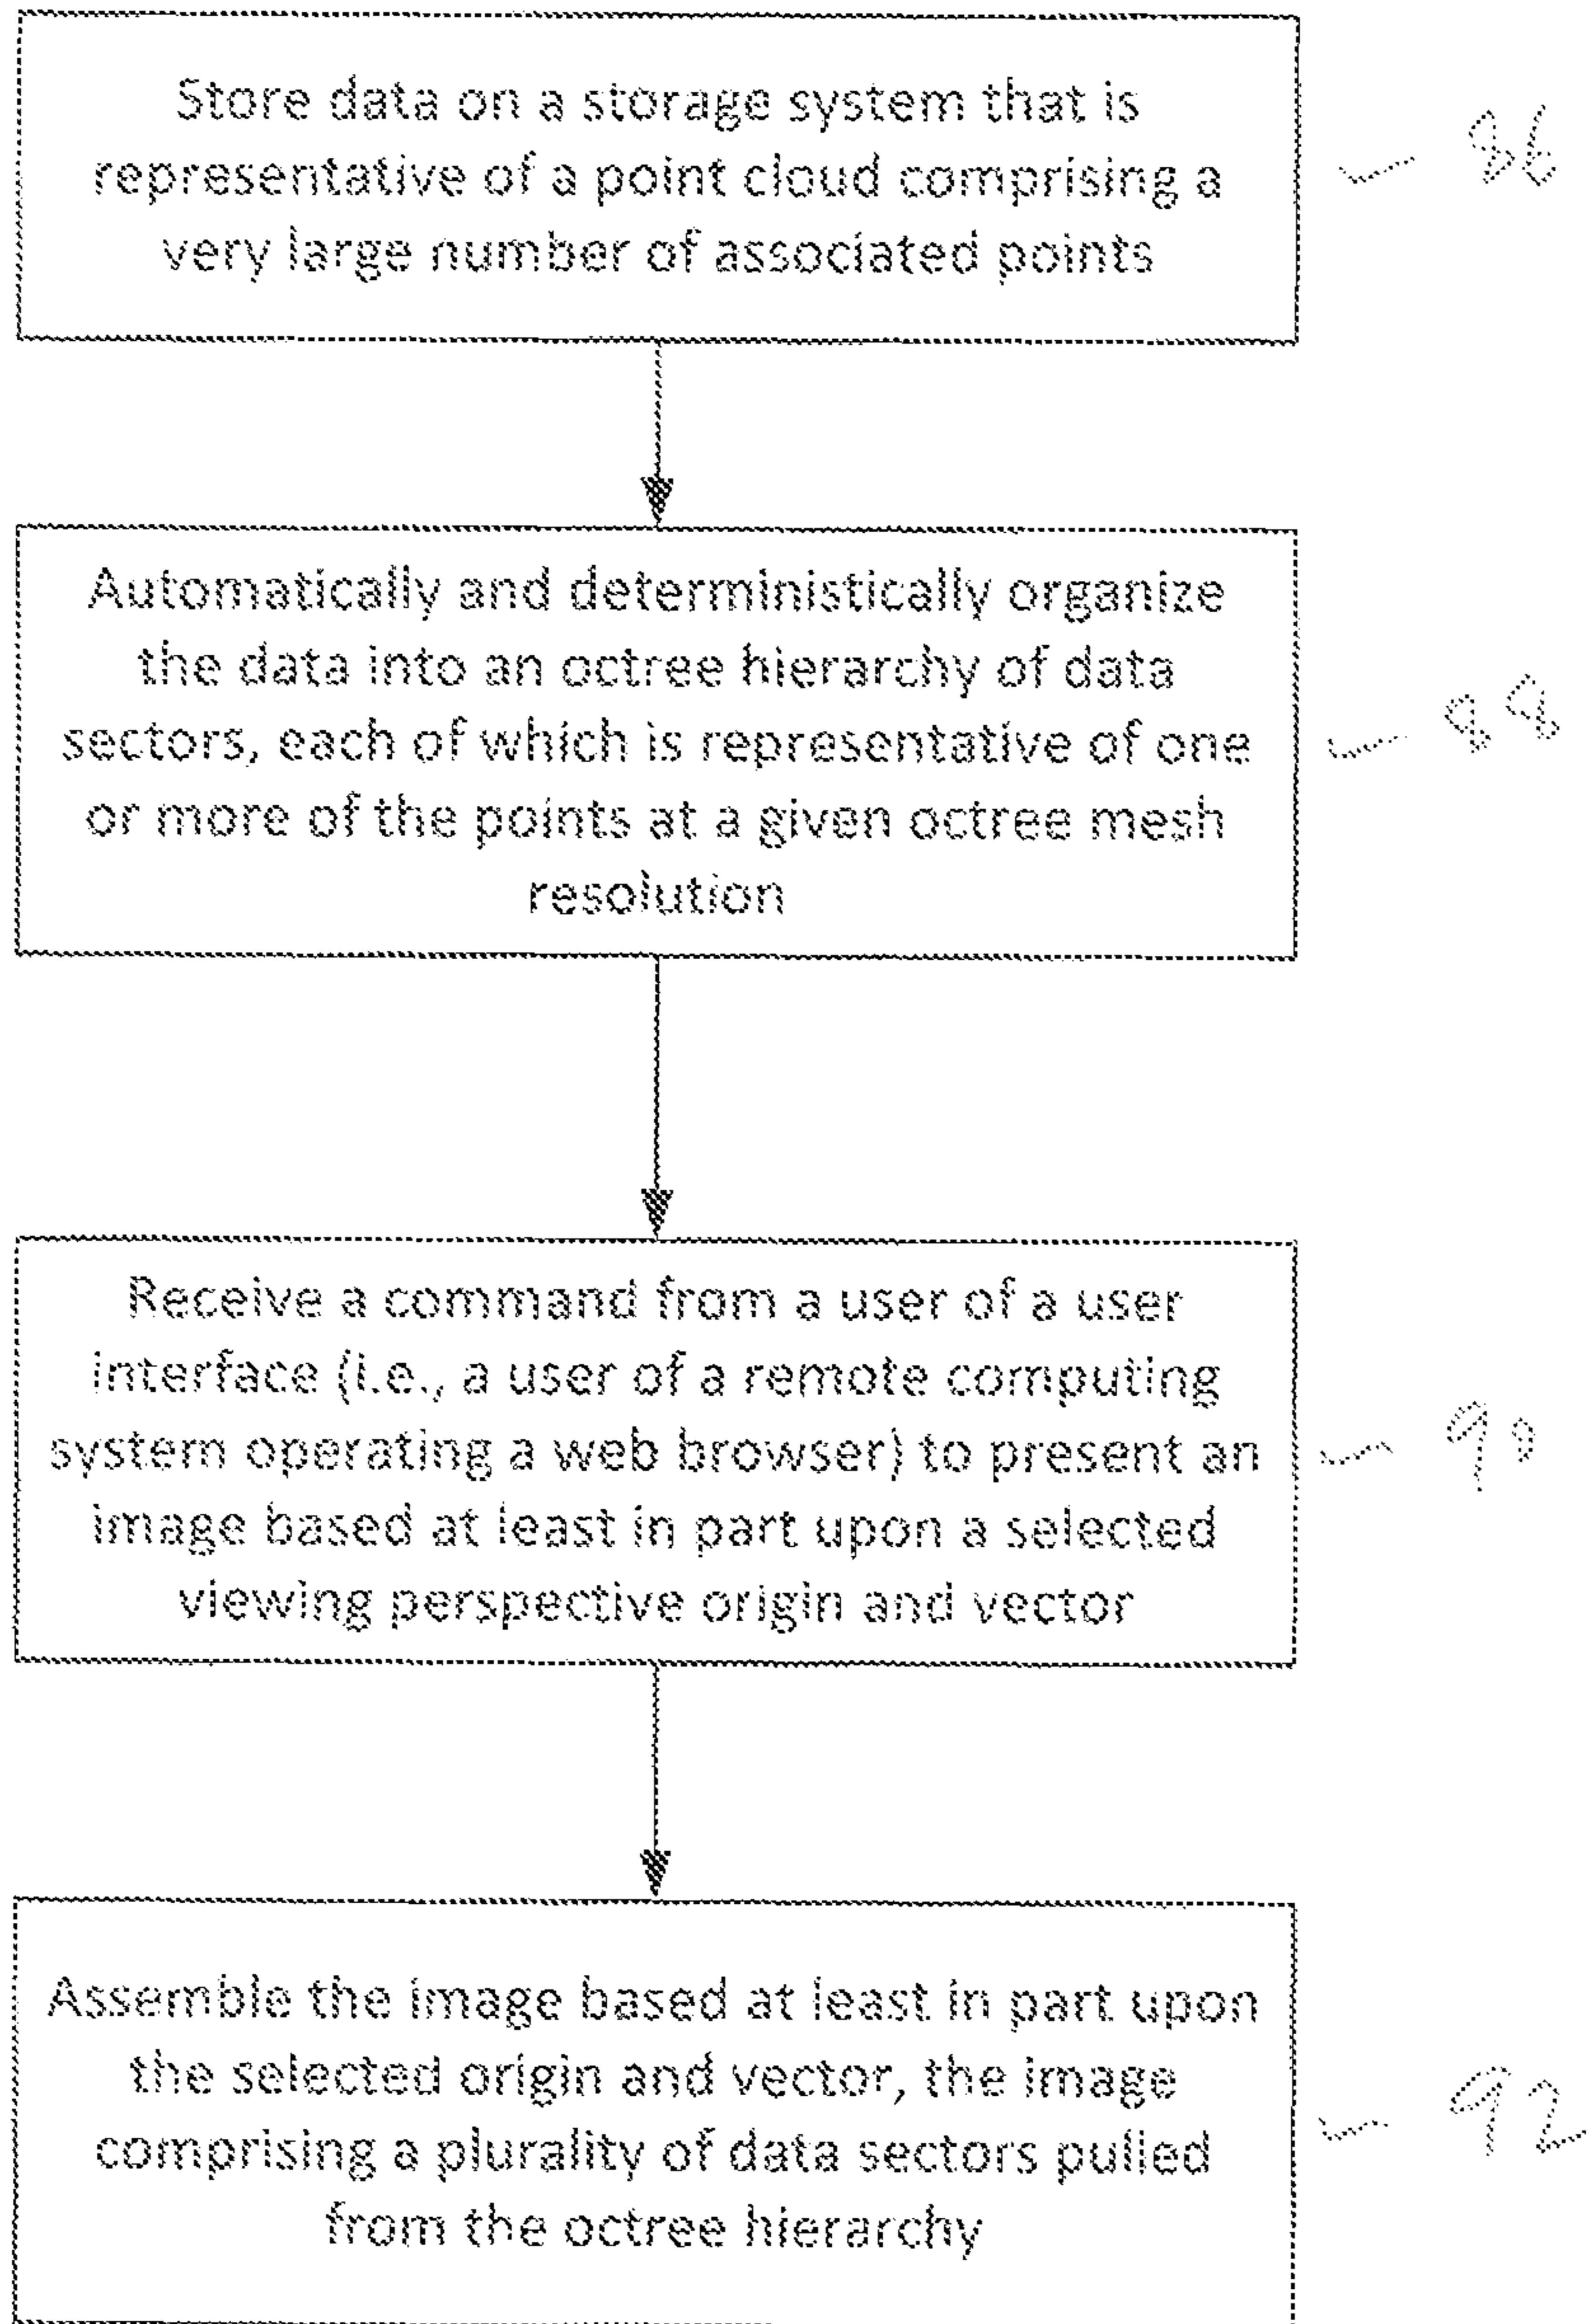 Store data on a storage system that is
representative of a point cloud comprising a
very large number of associated points
86
Automatically and deterministically organize
the data into an octree hierarchy of data
sectors, each of which is representative of one
or more of the points at a given octree mesh
resolution
88
Receive a command from a user of a user
interface (i.e., a user of a remote computing
system operating a web browser) to present an
image based at least in part upon a selected
viewing perspective origin and vector
90
Assemble the image based at least in part upon
the selected origin and vector, the image
comprising a plurality of data sectors pulled
from the octree hierarchy
92